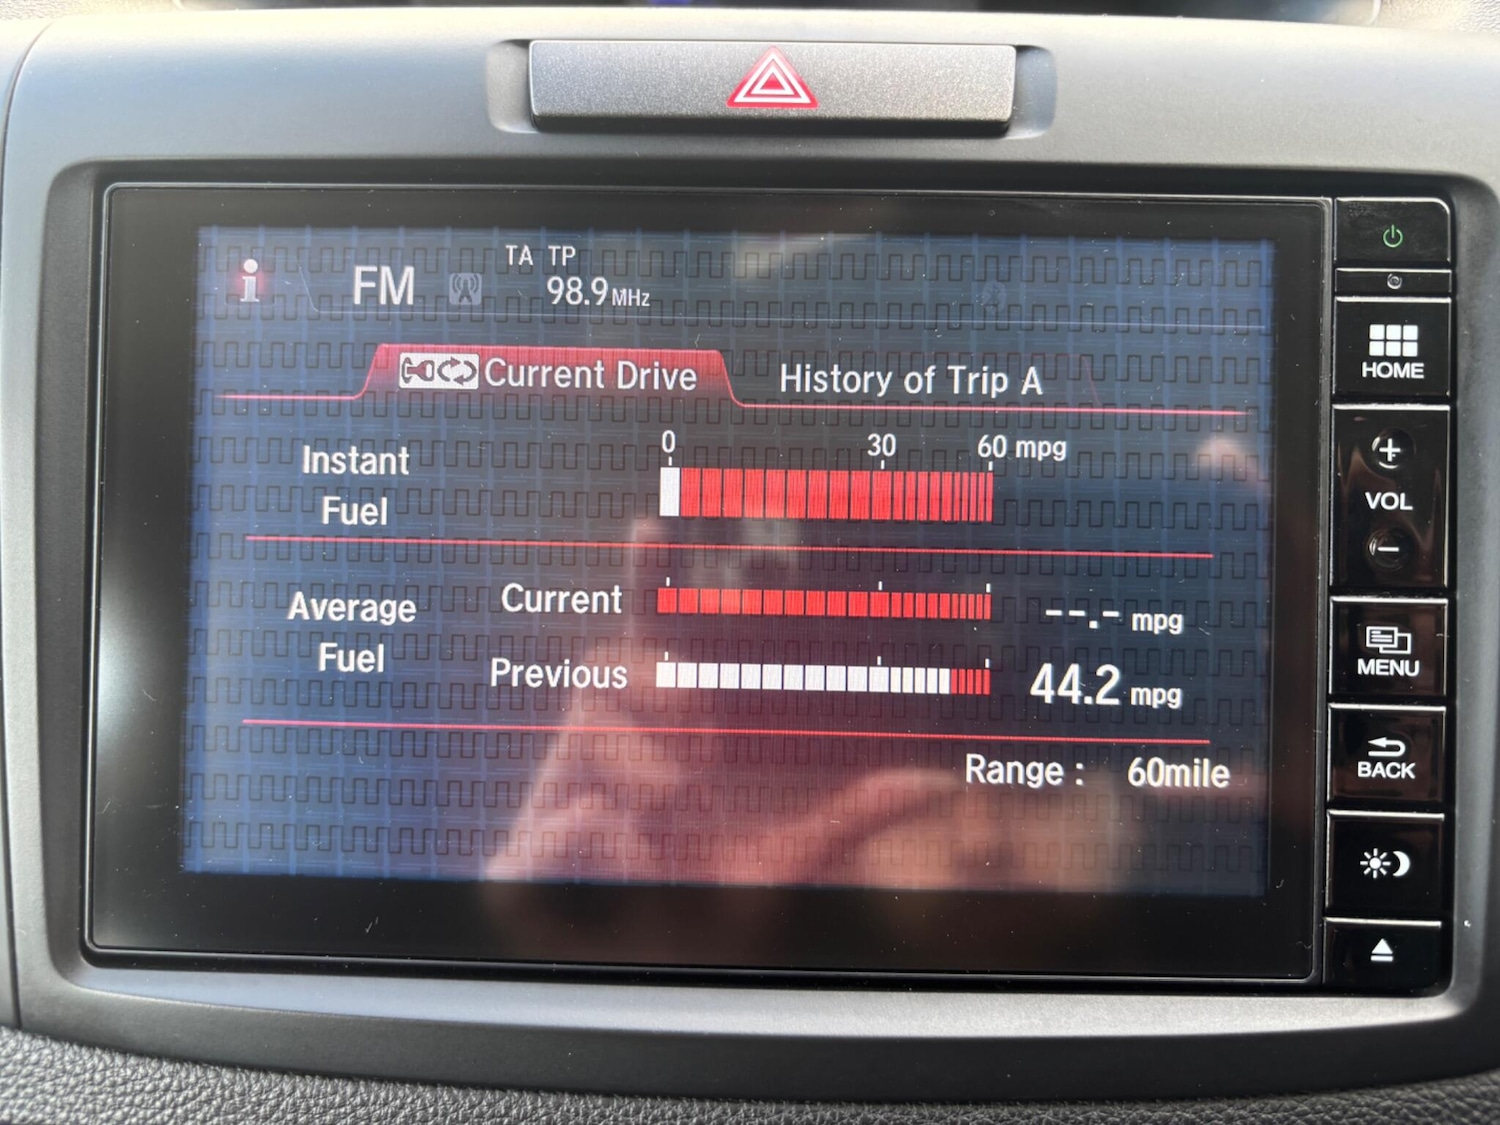 TA TP
FM 98.9MHz
Current Drive History of Trip A
0 30 60 mpg
Instant
Fuel
Average
Fuel
Current --.- mpg
Previous 44.2 mpg
Range : 60mile
HOME
+
VOL
−
MENU
BACK